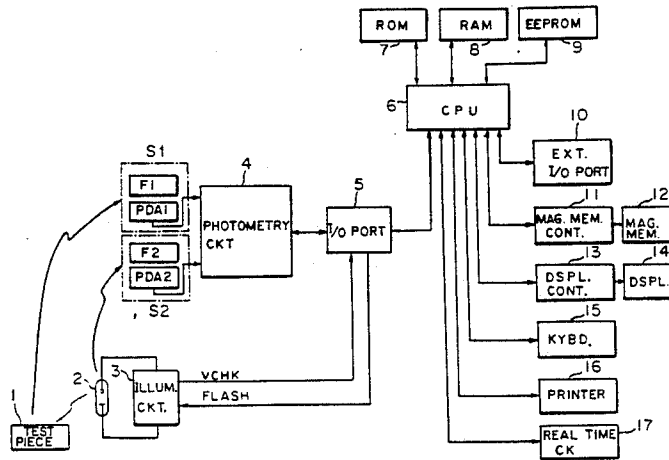 ROM
7
RAM
8
EEPROM
9
6
CPU
S1
F1
PDA1
F2
PDA2
S2
4
PHOTOMETRY
CKT
5
I/O PORT
10
EXT.
I/O PORT
11
MAG. MEM.
CONT.
12
MAG.
MEM.
13
DSPL.
CONT.
14
DSPL.
15
KYBD.
16
PRINTER
17
REAL TIME
CK
VCHK
FLASH
3
ILLUM.
CKT.
2
1
TEST
PIECE